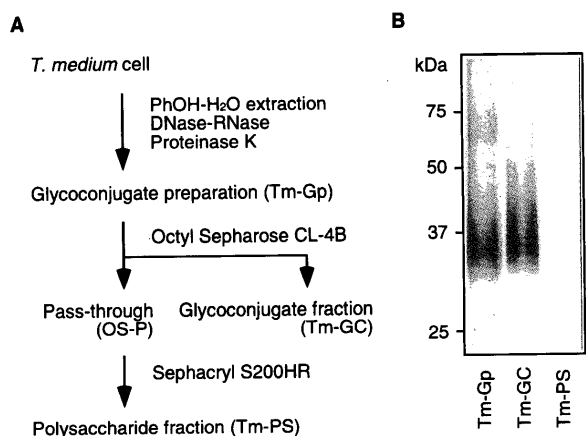 A
T. medium cell
PhOH-H2O extraction
DNase-RNase
Proteinase K
Glycoconjugate preparation (Tm-Gp)
Octyl Sepharose CL-4B
Pass-through
(OS-P)
Glycoconjugate fraction
(Tm-GC)
Sephacryl S200HR
Polysaccharide fraction (Tm-PS)
B
kDa
75
50
37
25
Tm-Gp
Tm-GC
Tm-PS